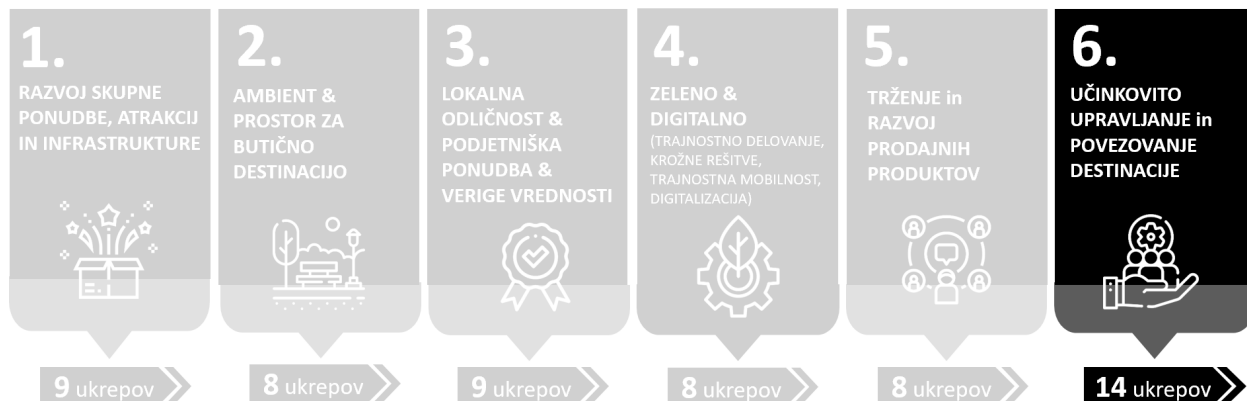 1.
RAZVOJ SKUPNE
PONUDBE, ATRAKCIJ
IN INFRASTRUKTURE
9 ukrepov
2.
AMBIENT &
PROSTOR ZA
BUTIČNO
DESTINACIJO
8 ukrepov
3.
LOKALNA
ODLIČNOST &
PODJETNIŠKA
PONUDBA &
VERIGE VREDNOSTI
9 ukrepov
4.
ZELENO &
DIGITALNO
(TRAJNOSTNO DELOVANJE,
KROŽNE REŠITVE,
TRAJNOSTNA MOBILNOST,
DIGITALIZACIJA)
8 ukrepov
5.
TRŽENJE in
RAZVOJ
PRODAJNIH
PRODUKTOV
8 ukrepov
6.
UČINKOVITO
UPRAVLJANJE in
POVEZOVANJE
DESTINACIJE
14 ukrepov